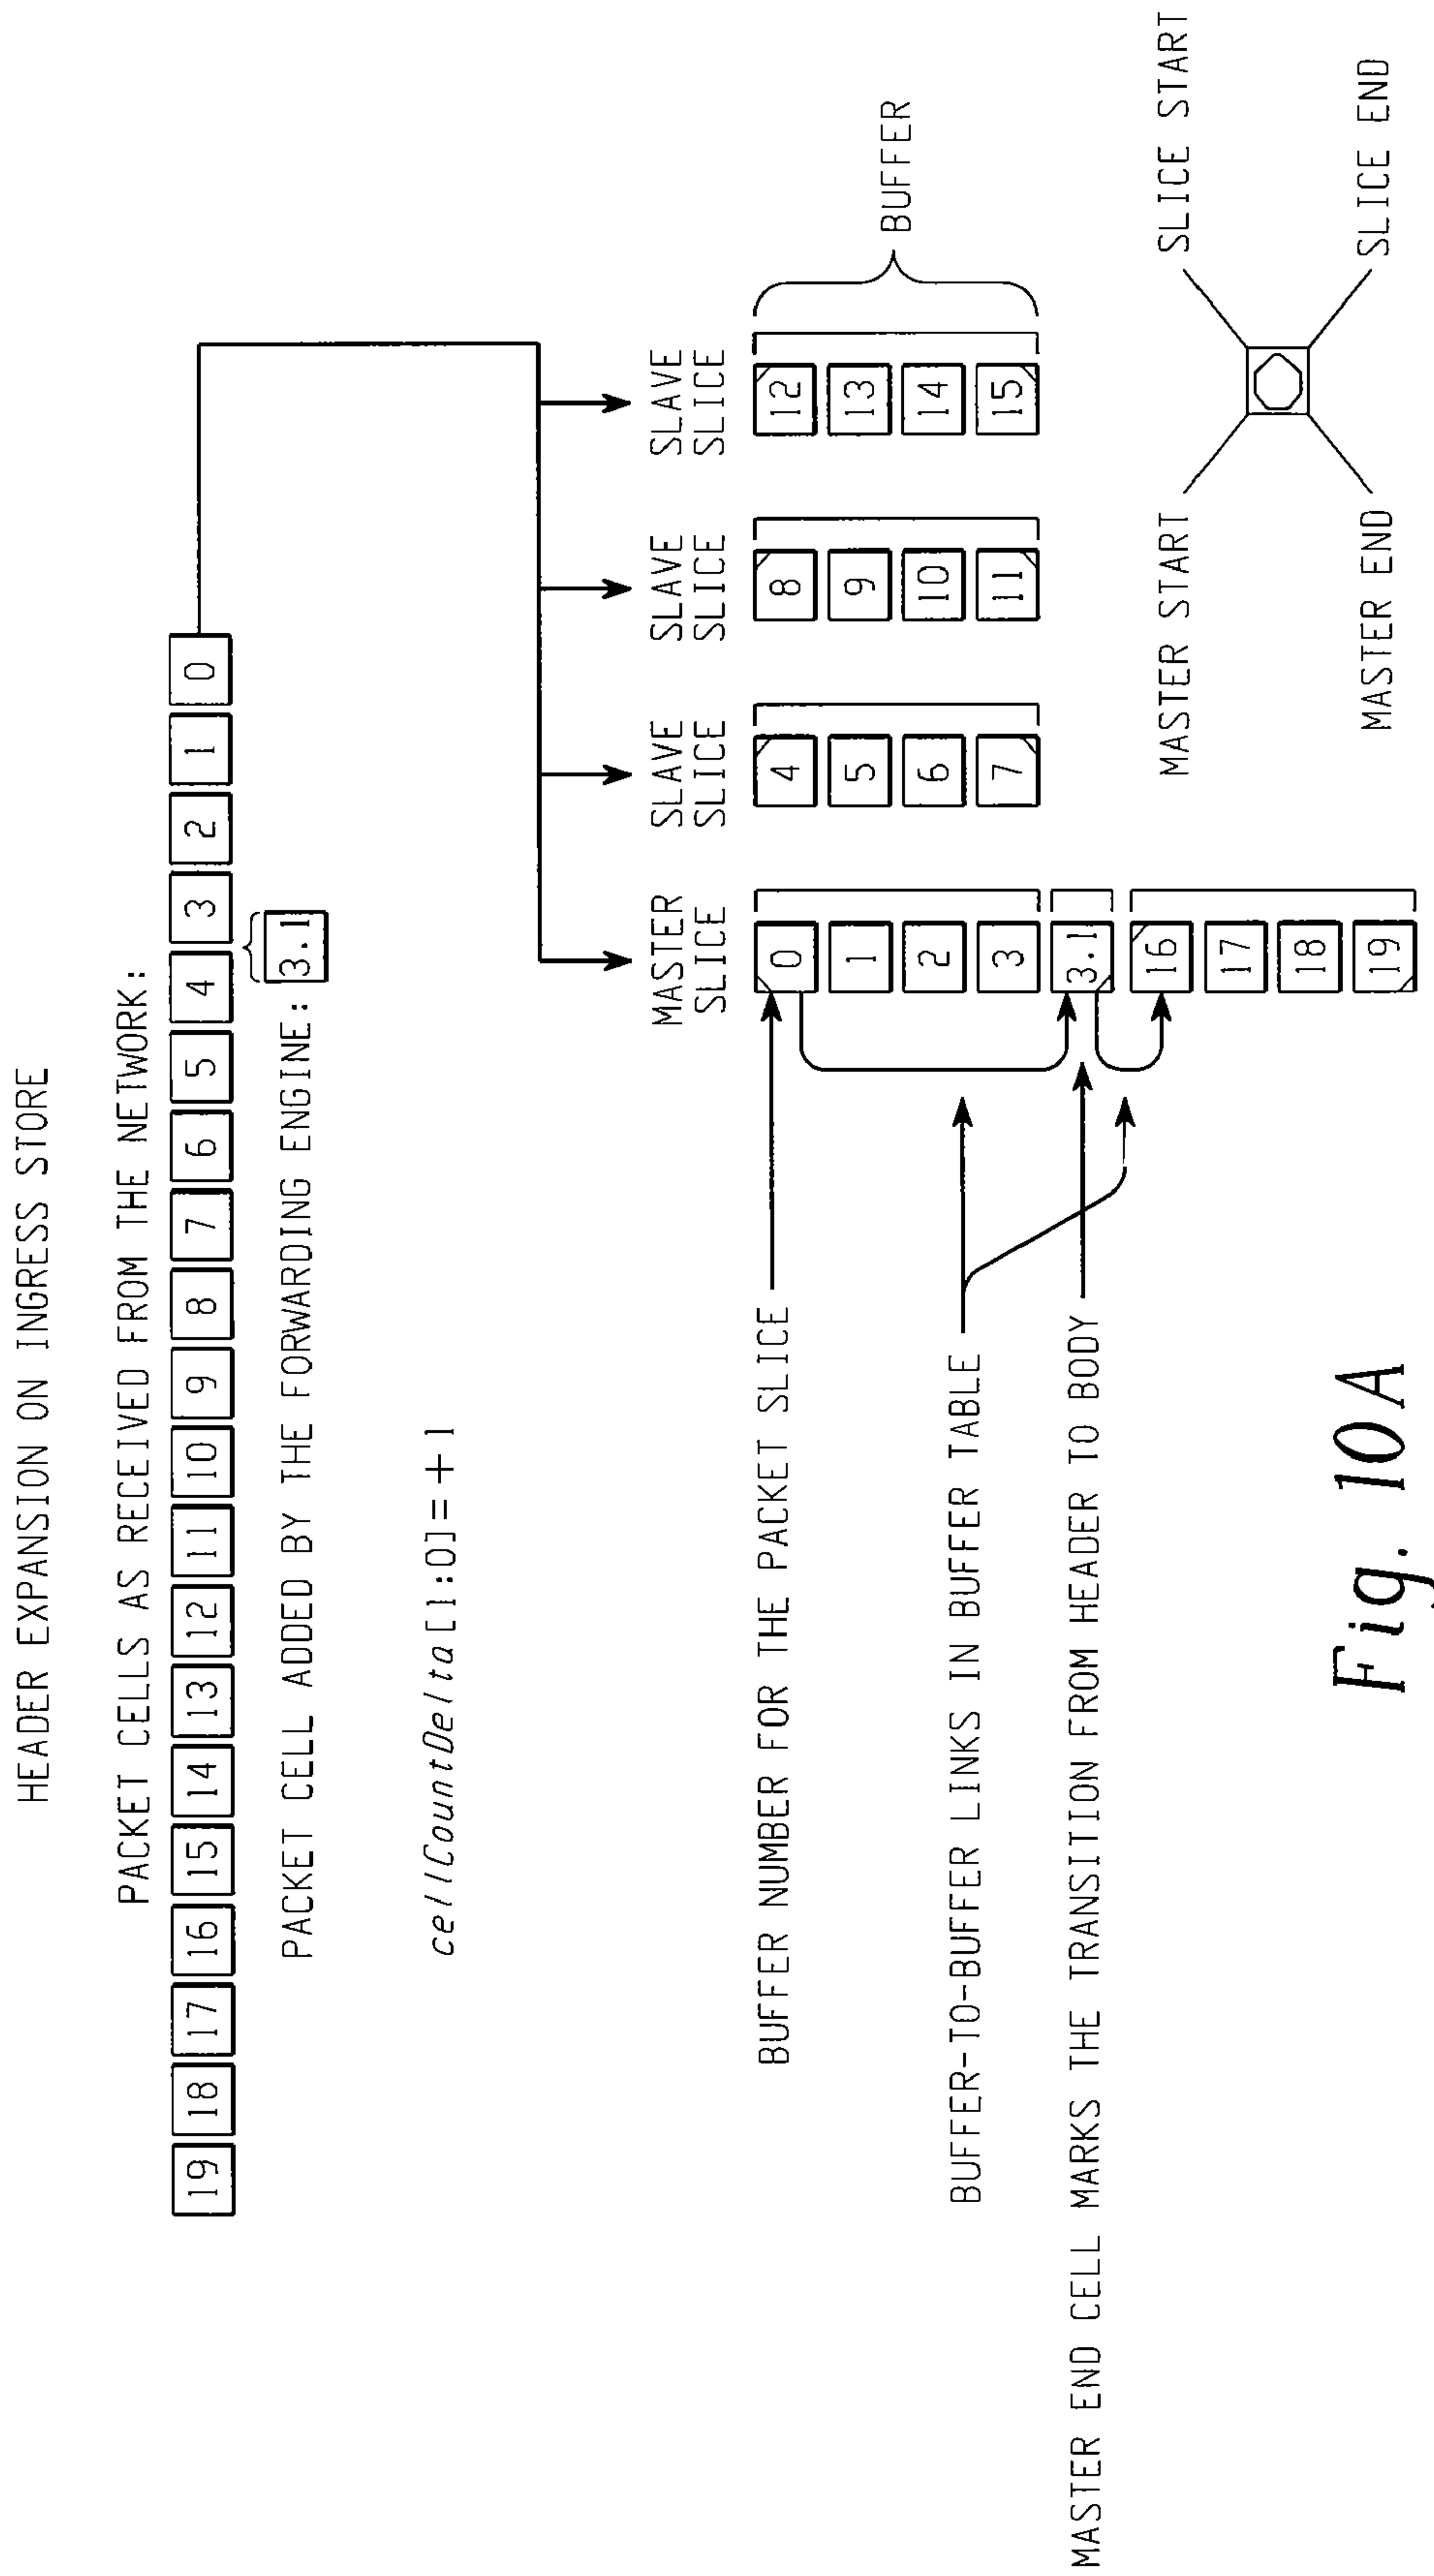 HEADER EXPANSION ON INGRESS STORE
PACKET CELLS AS RECEIVED FROM THE NETWORK:
19 18 17 16 15 14 13 12 11 10 9 8 7 6 5 4 3 2 1 0
PACKET CELL ADDED BY THE FORWARDING ENGINE: 3.1
cellCountDelta[1:0]=+1
MASTER SLAVE SLAVE SLAVE
SLICE SLICE SLICE SLICE
BUFFER NUMBER FOR THE PACKET SLICE 0 4 8 12
1 5 9 13
BUFFER
BUFFER-TO-BUFFER LINKS IN BUFFER TABLE 2 6 10 14
3 7 11 15
MASTER END CELL MARKS THE TRANSITION FROM HEADER TO BODY 3.1
16
17
18
19
MASTER START SLICE START
MASTER END SLICE END
Fig. 10A